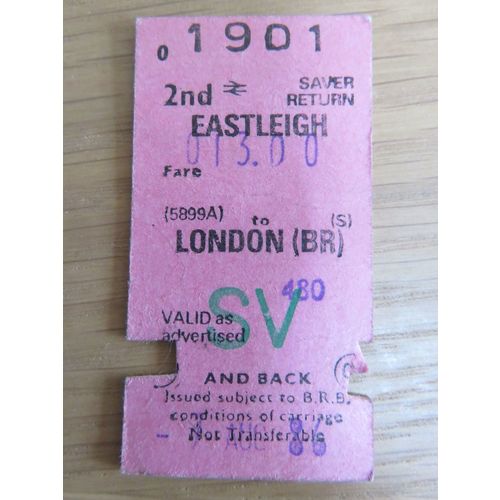 0 1901
2nd SAVER
RETURN
EASTLEIGH
013.00
Fare
(5899A) to (S)
LONDON (BR)
480
SV
VALID as
advertised
AND BACK
Issued subject to B.R.B.
conditions of carriage
Not Transferable
AUG 86